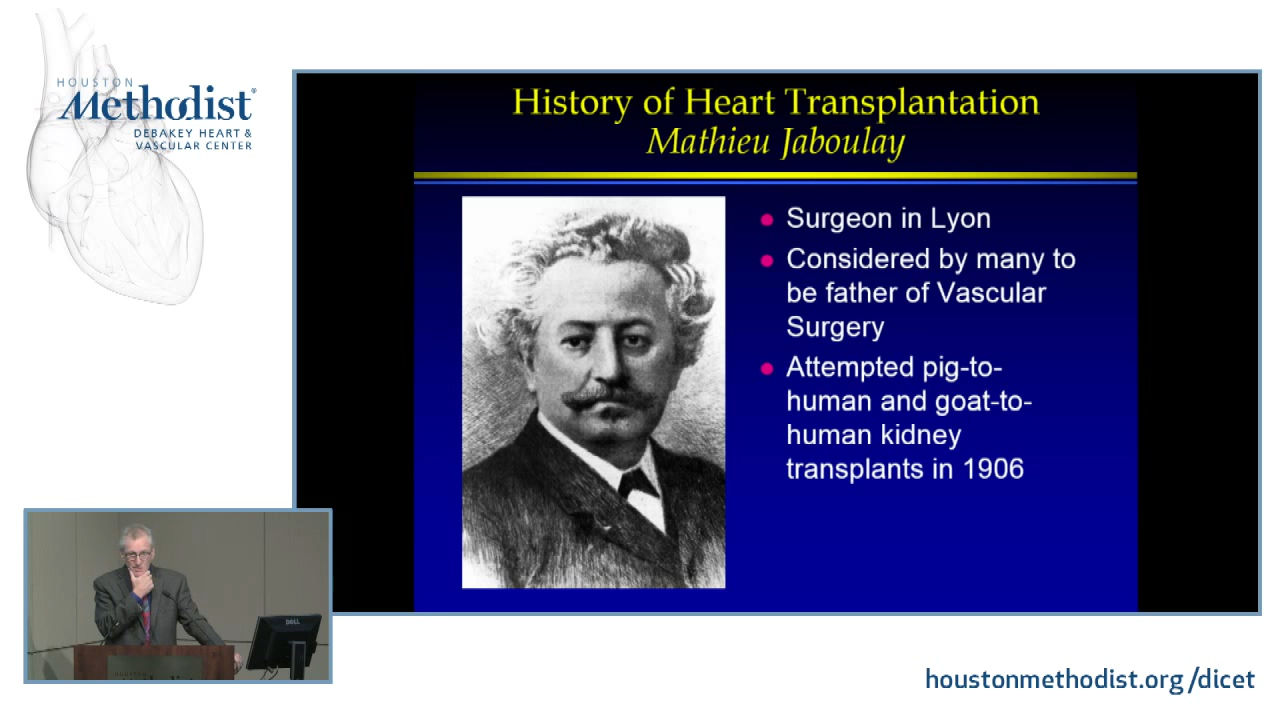 HOUSTON
Methodist®
DEBAKEY HEART &
VASCULAR CENTER
History of Heart Transplantation
Mathieu Jaboulay
Surgeon in Lyon
Considered by many to
be father of Vascular
Surgery
Attempted pig-to-
human and goat-to-
human kidney
transplants in 1906
DELL
houstonmethodist.org/dicet